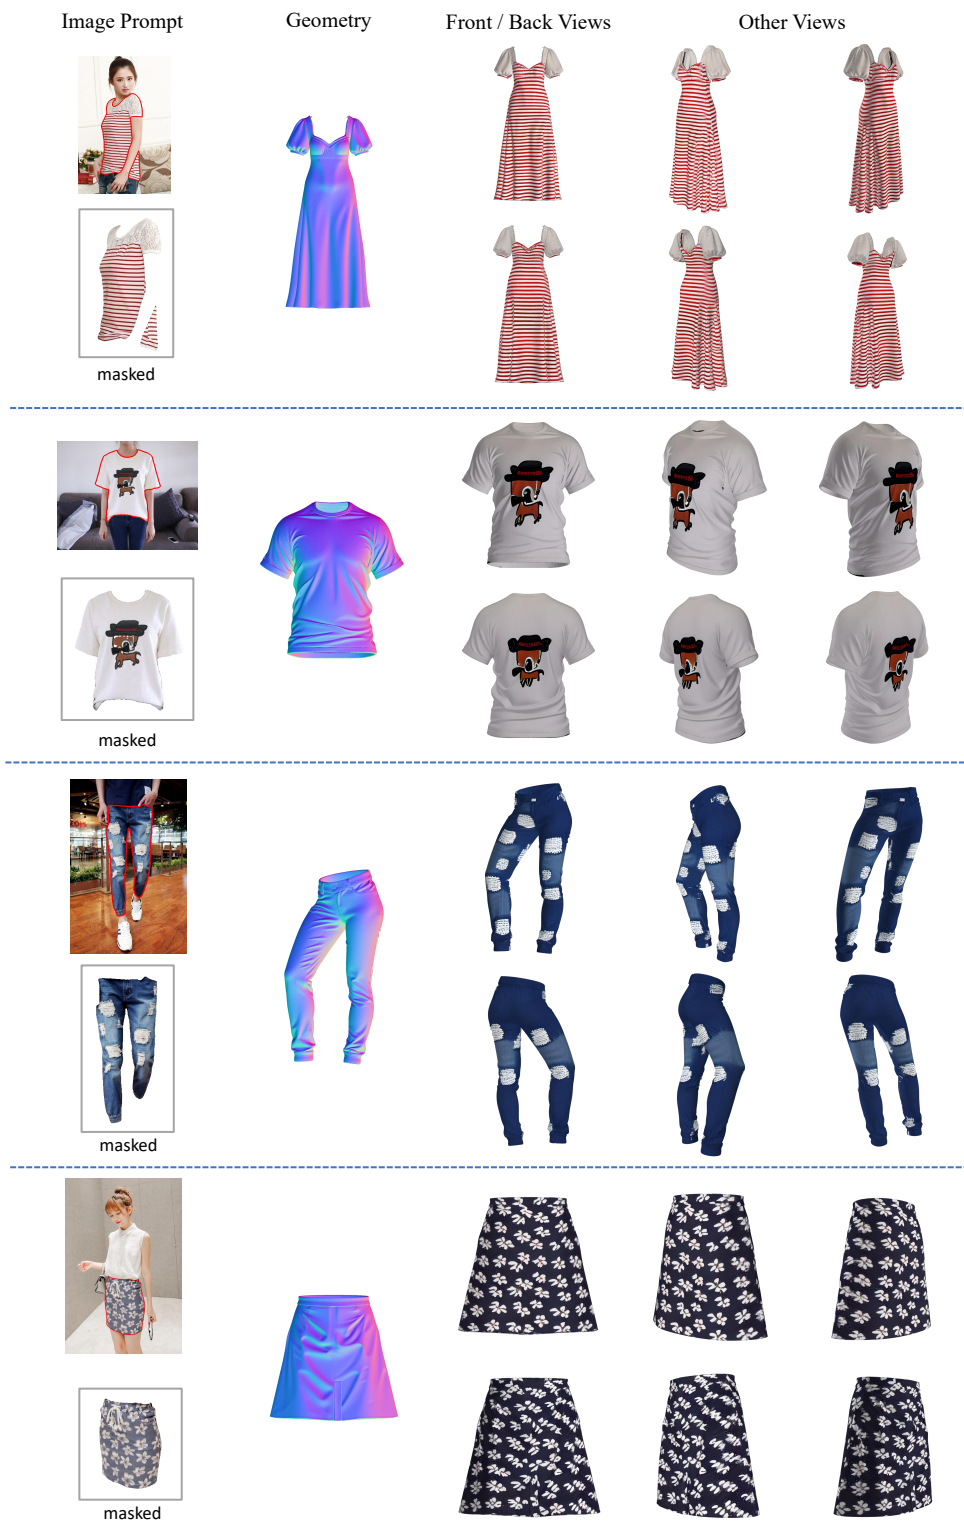 Image Prompt
Geometry
Front / Back Views
Other Views
masked
masked
masked
masked